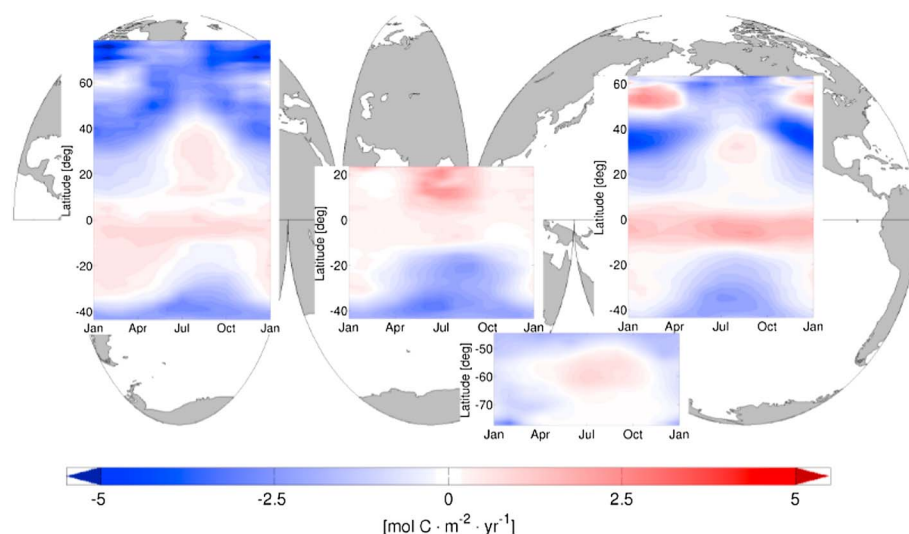 Latitude [deg]
60
40
20
0
-20
-40
Jan Apr Jul Oct Jan
Latitude [deg]
20
0
-20
-40
Jan Apr Jul Oct Jan
Latitude [deg]
60
40
20
0
-20
-40
Jan Apr Jul Oct Jan
Latitude [deg]
-50
-60
-70
Jan Apr Jul Oct Jan
-5 -2.5 0 2.5 5
[mol C · m⁻² · yr⁻¹]